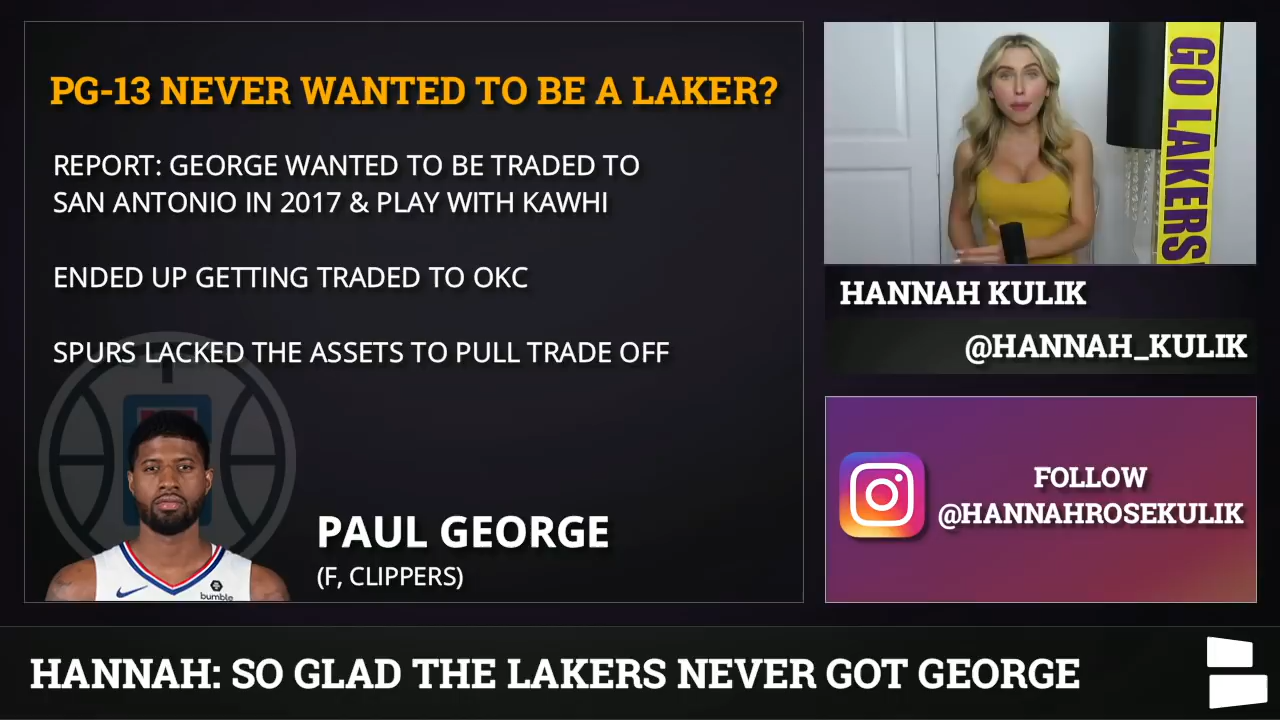 PG-13 NEVER WANTED TO BE A LAKER?
REPORT: GEORGE WANTED TO BE TRADED TO
SAN ANTONIO IN 2017 & PLAY WITH KAWHI
ENDED UP GETTING TRADED TO OKC
SPURS LACKED THE ASSETS TO PULL TRADE OFF
bumble
PAUL GEORGE
(F, CLIPPERS)
GO LAKERS
HANNAH KULIK
@HANNAH_KULIK
FOLLOW
@HANNAHROSEKULIK
HANNAH: SO GLAD THE LAKERS NEVER GOT GEORGE